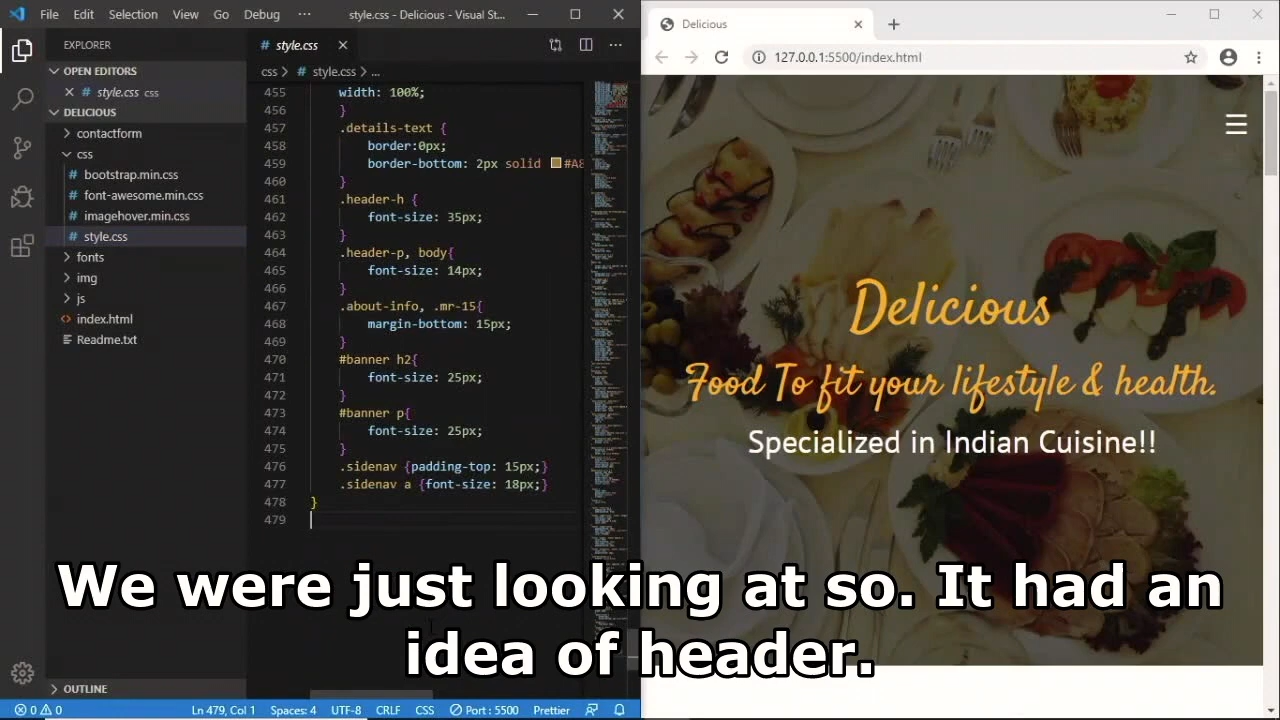 File Edit Selection View Go Debug ··· style.css - Delicious - Visual St...
EXPLORER
OPEN EDITORS
# style.css css
DELICIOUS
contactform
css
# bootstrap.min.css
# font-awesome.min.css
# imagehover.min.css
# style.css
fonts
img
js
<> index.html
Readme.txt
OUTLINE
# style.css
css > # style.css > ...
455 width: 100%;
456 }
457 .details-text {
458 border:0px;
459 border-bottom: 2px solid #A8
460 }
461 .header-h {
462 font-size: 35px;
463 }
464 .header-p, body{
465 font-size: 14px;
466 }
467 .about-info, .mr-15{
468 margin-bottom: 15px;
469 }
470 #banner h2{
471 font-size: 25px;
472 }
473 #banner p{
474 font-size: 25px;
475 }
476 .sidenav {padding-top: 15px;}
477 .sidenav a {font-size: 18px;}
478 }
479
0 0 Ln 479, Col 1 Spaces: 4 UTF-8 CRLF CSS Port : 5500 Prettier
Delicious
127.0.0.1:5500/index.html
Delicious
Food To fit your lifestyle & health.
Specialized in Indian Cuisine!!
We were just looking at so. It had an
idea of header.